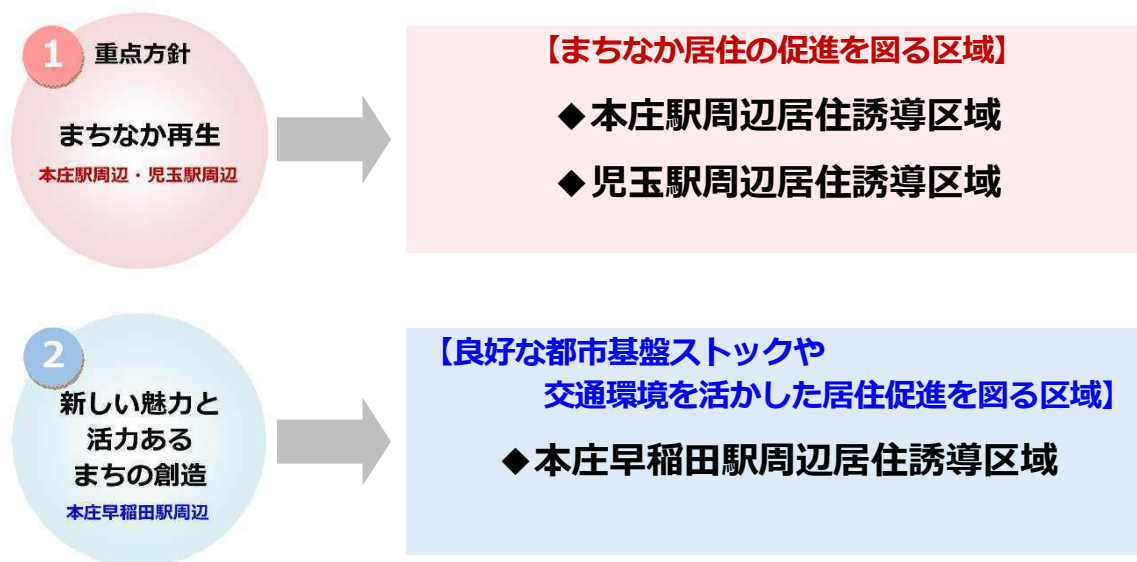 1
重点方針
まちなか再生
本庄駅周辺・児玉駅周辺
【まちなか居住の促進を図る区域】
◆本庄駅周辺居住誘導区域
◆児玉駅周辺居住誘導区域
2
新しい魅力と
活力ある
まちの創造
本庄早稲田駅周辺
【良好な都市基盤ストックや
交通環境を活かした居住促進を図る区域】
◆本庄早稲田駅周辺居住誘導区域